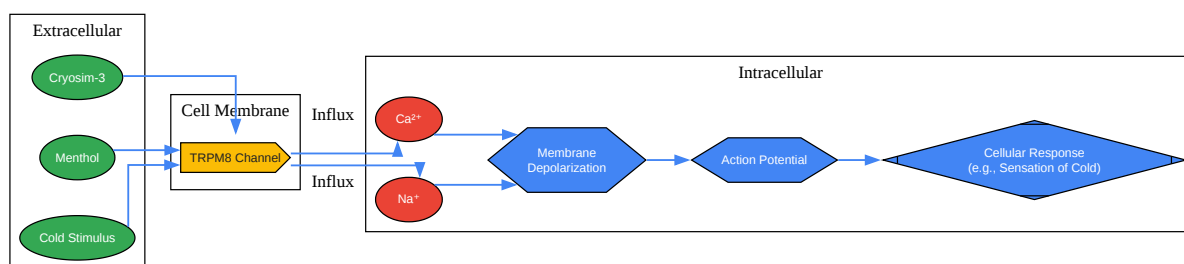 Extracellular
Cryosim-3
Menthol
Cold Stimulus
Cell Membrane
TRPM8 Channel
Influx
Influx
Intracellular
Ca²⁺
Na⁺
Membrane
Depolarization
Action Potential
Cellular Response
(e.g., Sensation of Cold)